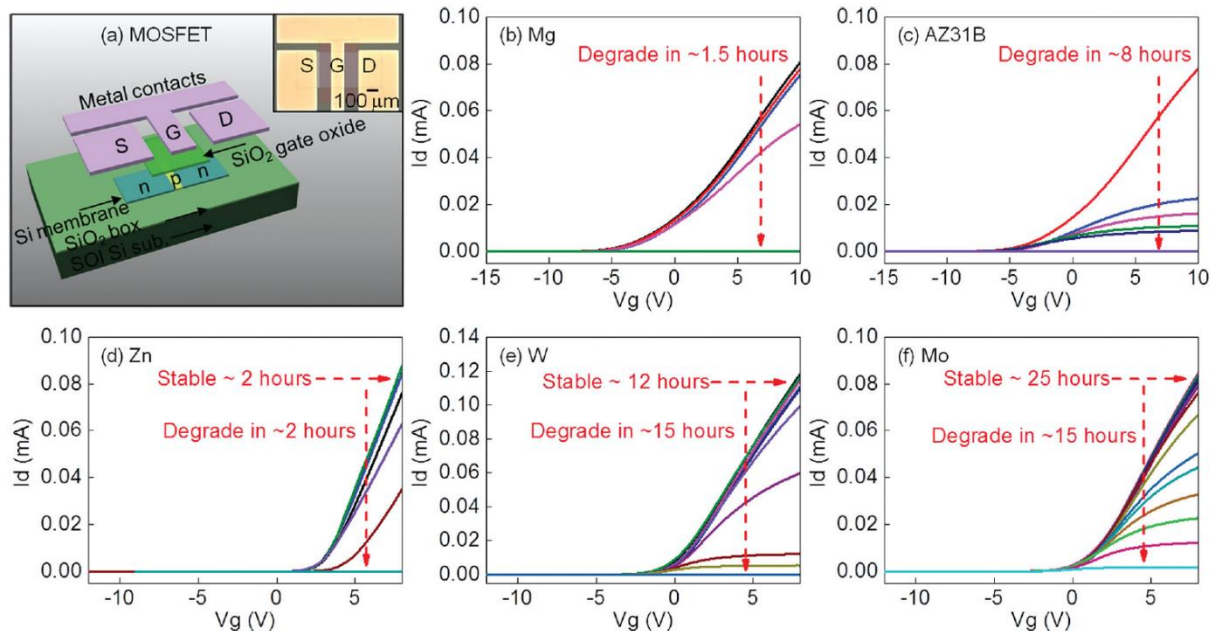 (a) MOSFET
S G D
100 μm
Metal contacts
S G D
SiO₂ gate oxide
n p n
Si membrane
SiO₂ box
SOI Si sub.
(b) Mg
Degrade in ~1.5 hours
Id (mA)
0.10
0.08
0.06
0.04
0.02
0.00
-15 -10 -5 0 5 10
Vg (V)
(c) AZ31B
Degrade in ~8 hours
Id (mA)
0.10
0.08
0.06
0.04
0.02
0.00
-15 -10 -5 0 5 10
Vg (V)
(d) Zn
Stable ~ 2 hours
Degrade in ~2 hours
Id (mA)
0.10
0.08
0.06
0.04
0.02
0.00
-10 -5 0 5
Vg (V)
(e) W
Stable ~ 12 hours
Degrade in ~15 hours
Id (mA)
0.14
0.12
0.10
0.08
0.06
0.04
0.02
0.00
-10 -5 0 5
Vg (V)
(f) Mo
Stable ~ 25 hours
Degrade in ~15 hours
Id (mA)
0.10
0.08
0.06
0.04
0.02
0.00
-10 -5 0 5
Vg (V)